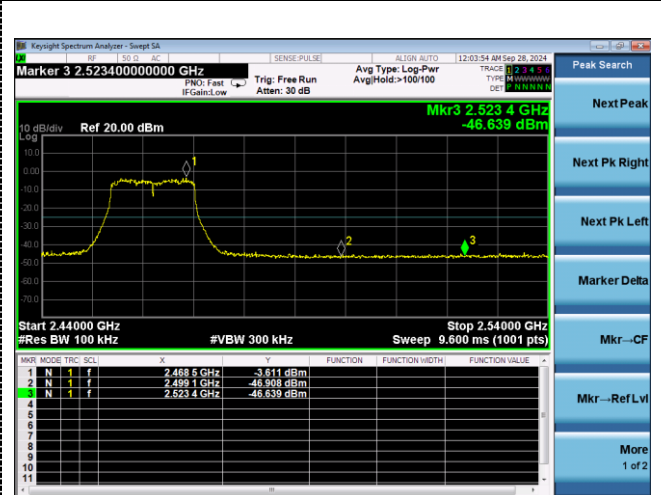 Keysight Spectrum Analyzer - Swept SA
RF 50 Ω AC SENSE:PULSE ALIGN AUTO 12:03:54 AM Sep 28, 2024
Marker 3 2.523400000000 GHz
PNO: Fast
IFGain:Low
Trig: Free Run
Atten: 30 dB
Avg Type: Log-Pwr
Avg|Hold:>100/100
TRACE 1 2 3 4 5 6
TYPE MWWWWW
DET P NNNNN
Mkr3 2.523 4 GHz
-46.639 dBm
10 dB/div Ref 20.00 dBm
Log
10.0
0.00
-10.0
-20.0
-30.0
-40.0
-50.0
-60.0
-70.0
1
2
3
Start 2.44000 GHz Stop 2.54000 GHz
#Res BW 100 kHz #VBW 300 kHz Sweep 9.600 ms (1001 pts)
MKR MODE TRC SCL X Y FUNCTION FUNCTION WIDTH FUNCTION VALUE
1 N 1 f 2.468 5 GHz -3.611 dBm
2 N 1 f 2.499 1 GHz -46.908 dBm
3 N 1 f 2.523 4 GHz -46.639 dBm
4
5
6
7
8
9
10
11
Peak Search
Next Peak
Next Pk Right
Next Pk Left
Marker Delta
Mkr→CF
Mkr→Ref Lvl
More
1 of 2